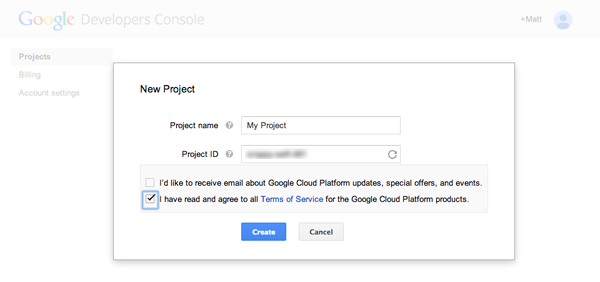 Google Developers Console
+Matt
Projects
Billing
Account settings
New Project
Project name ?
My Project
Project ID ?
I'd like to receive email about Google Cloud Platform updates, special offers, and events.
I have read and agree to all Terms of Service for the Google Cloud Platform products.
Create
Cancel